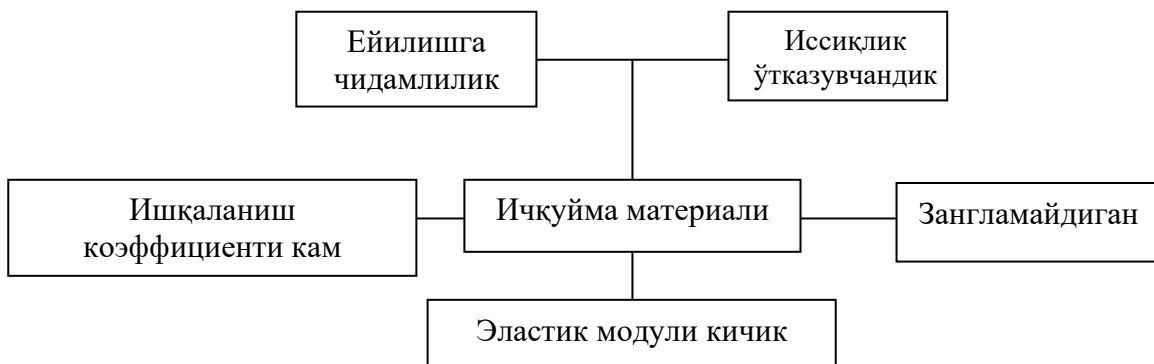 Ейилишга
чидамлилик
Иссиқлик
ўтказувчандик
Ишқаланиш
коэффициенти кам
Ичқуйма материали
Зангламайдиган
Эластик модули кичик